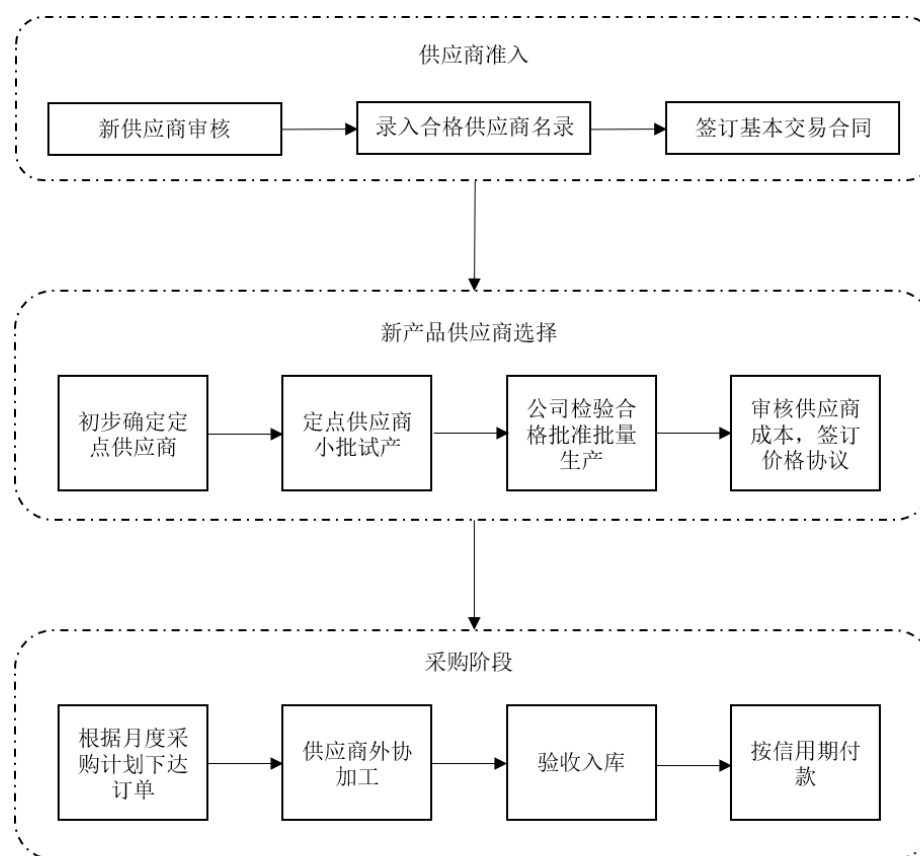 供应商准入
新供应商审核
录入合格供应商名录
签订基本交易合同
新产品供应商选择
初步确定定
点供应商
定点供应商
小批试产
公司检验合
格批准批量
生产
审核供应商
成本，签订
价格协议
采购阶段
根据月度采
购计划下达
订单
供应商外协
加工
验收入库
按信用期付
款